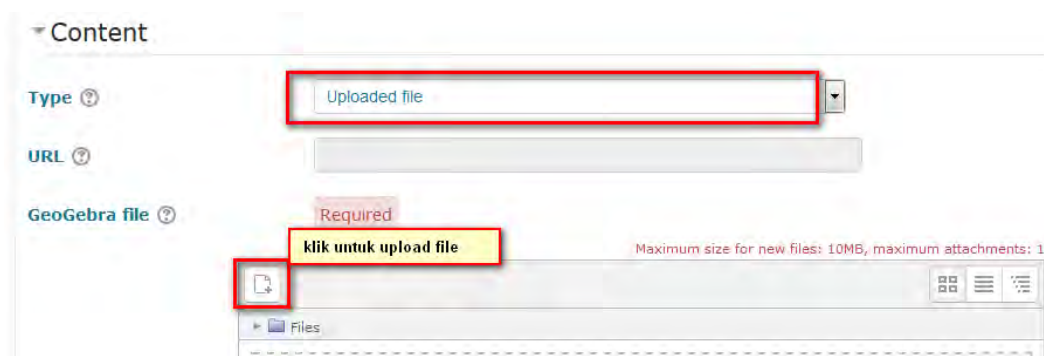 Content
Type
Uploaded file
URL
GeoGebra file
Required
klik untuk upload file
Maximum size for new files: 10MB, maximum attachments: 1
Files